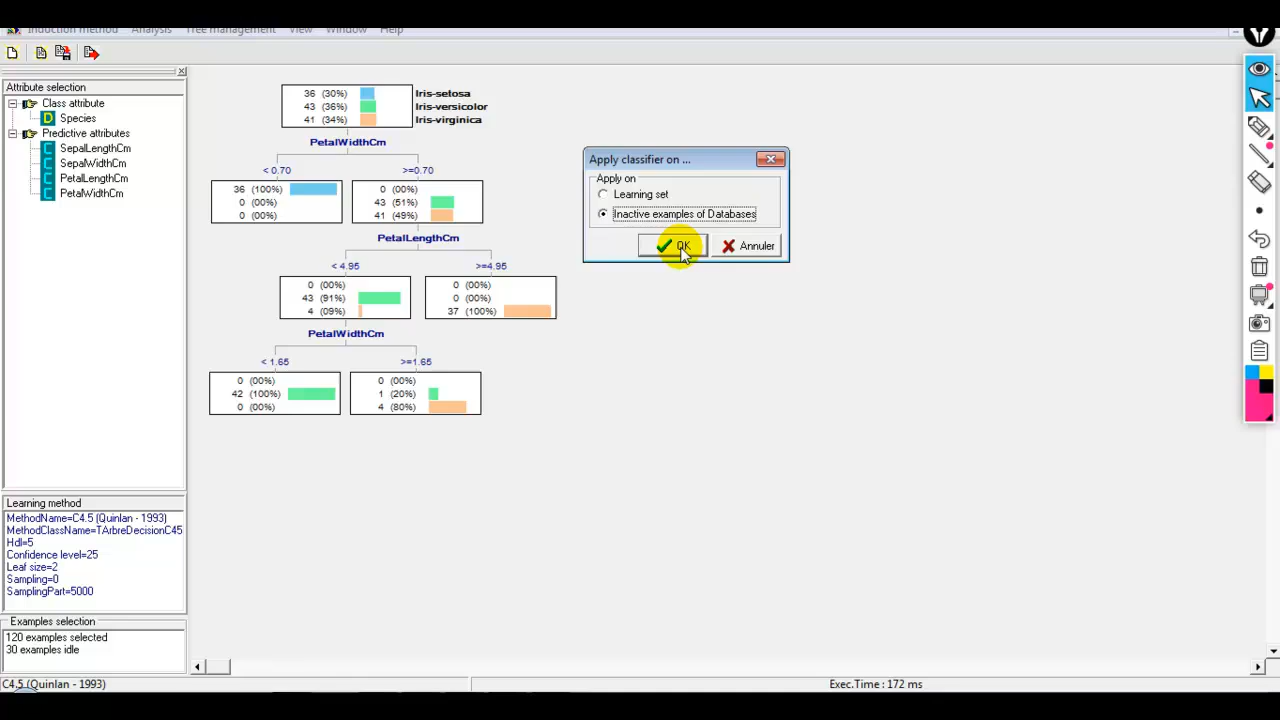 Induction method Analysis Tree management View Window Help
Attribute selection
Class attribute
D Species
Predictive attributes
C SepalLengthCm
C SepalWidthCm
C PetalLengthCm
C PetalWidthCm
36 (30%) Iris-setosa
43 (36%) Iris-versicolor
41 (34%) Iris-virginica
PetalWidthCm
< 0.70 >=0.70
36 (100%) 0 (00%)
0 (00%) 43 (51%)
0 (00%) 41 (49%)
PetalLengthCm
< 4.95 >=4.95
0 (00%) 0 (00%)
43 (91%) 0 (00%)
4 (09%) 37 (100%)
PetalWidthCm
< 1.65 >=1.65
0 (00%) 0 (00%)
42 (100%) 1 (20%)
0 (00%) 4 (80%)
Apply classifier on ...
Apply on
Learning set
Inactive examples of Databases
OK Annuler
Learning method
MethodName=C4.5 (Quinlan - 1993)
MethodClassName=TArbreDecisionC45
Hdl=5
Confidence level=25
Leaf size=2
Sampling=0
SamplingPart=5000
Examples selection
120 examples selected
30 examples idle
C4.5 (Quinlan - 1993) Exec.Time : 172 ms